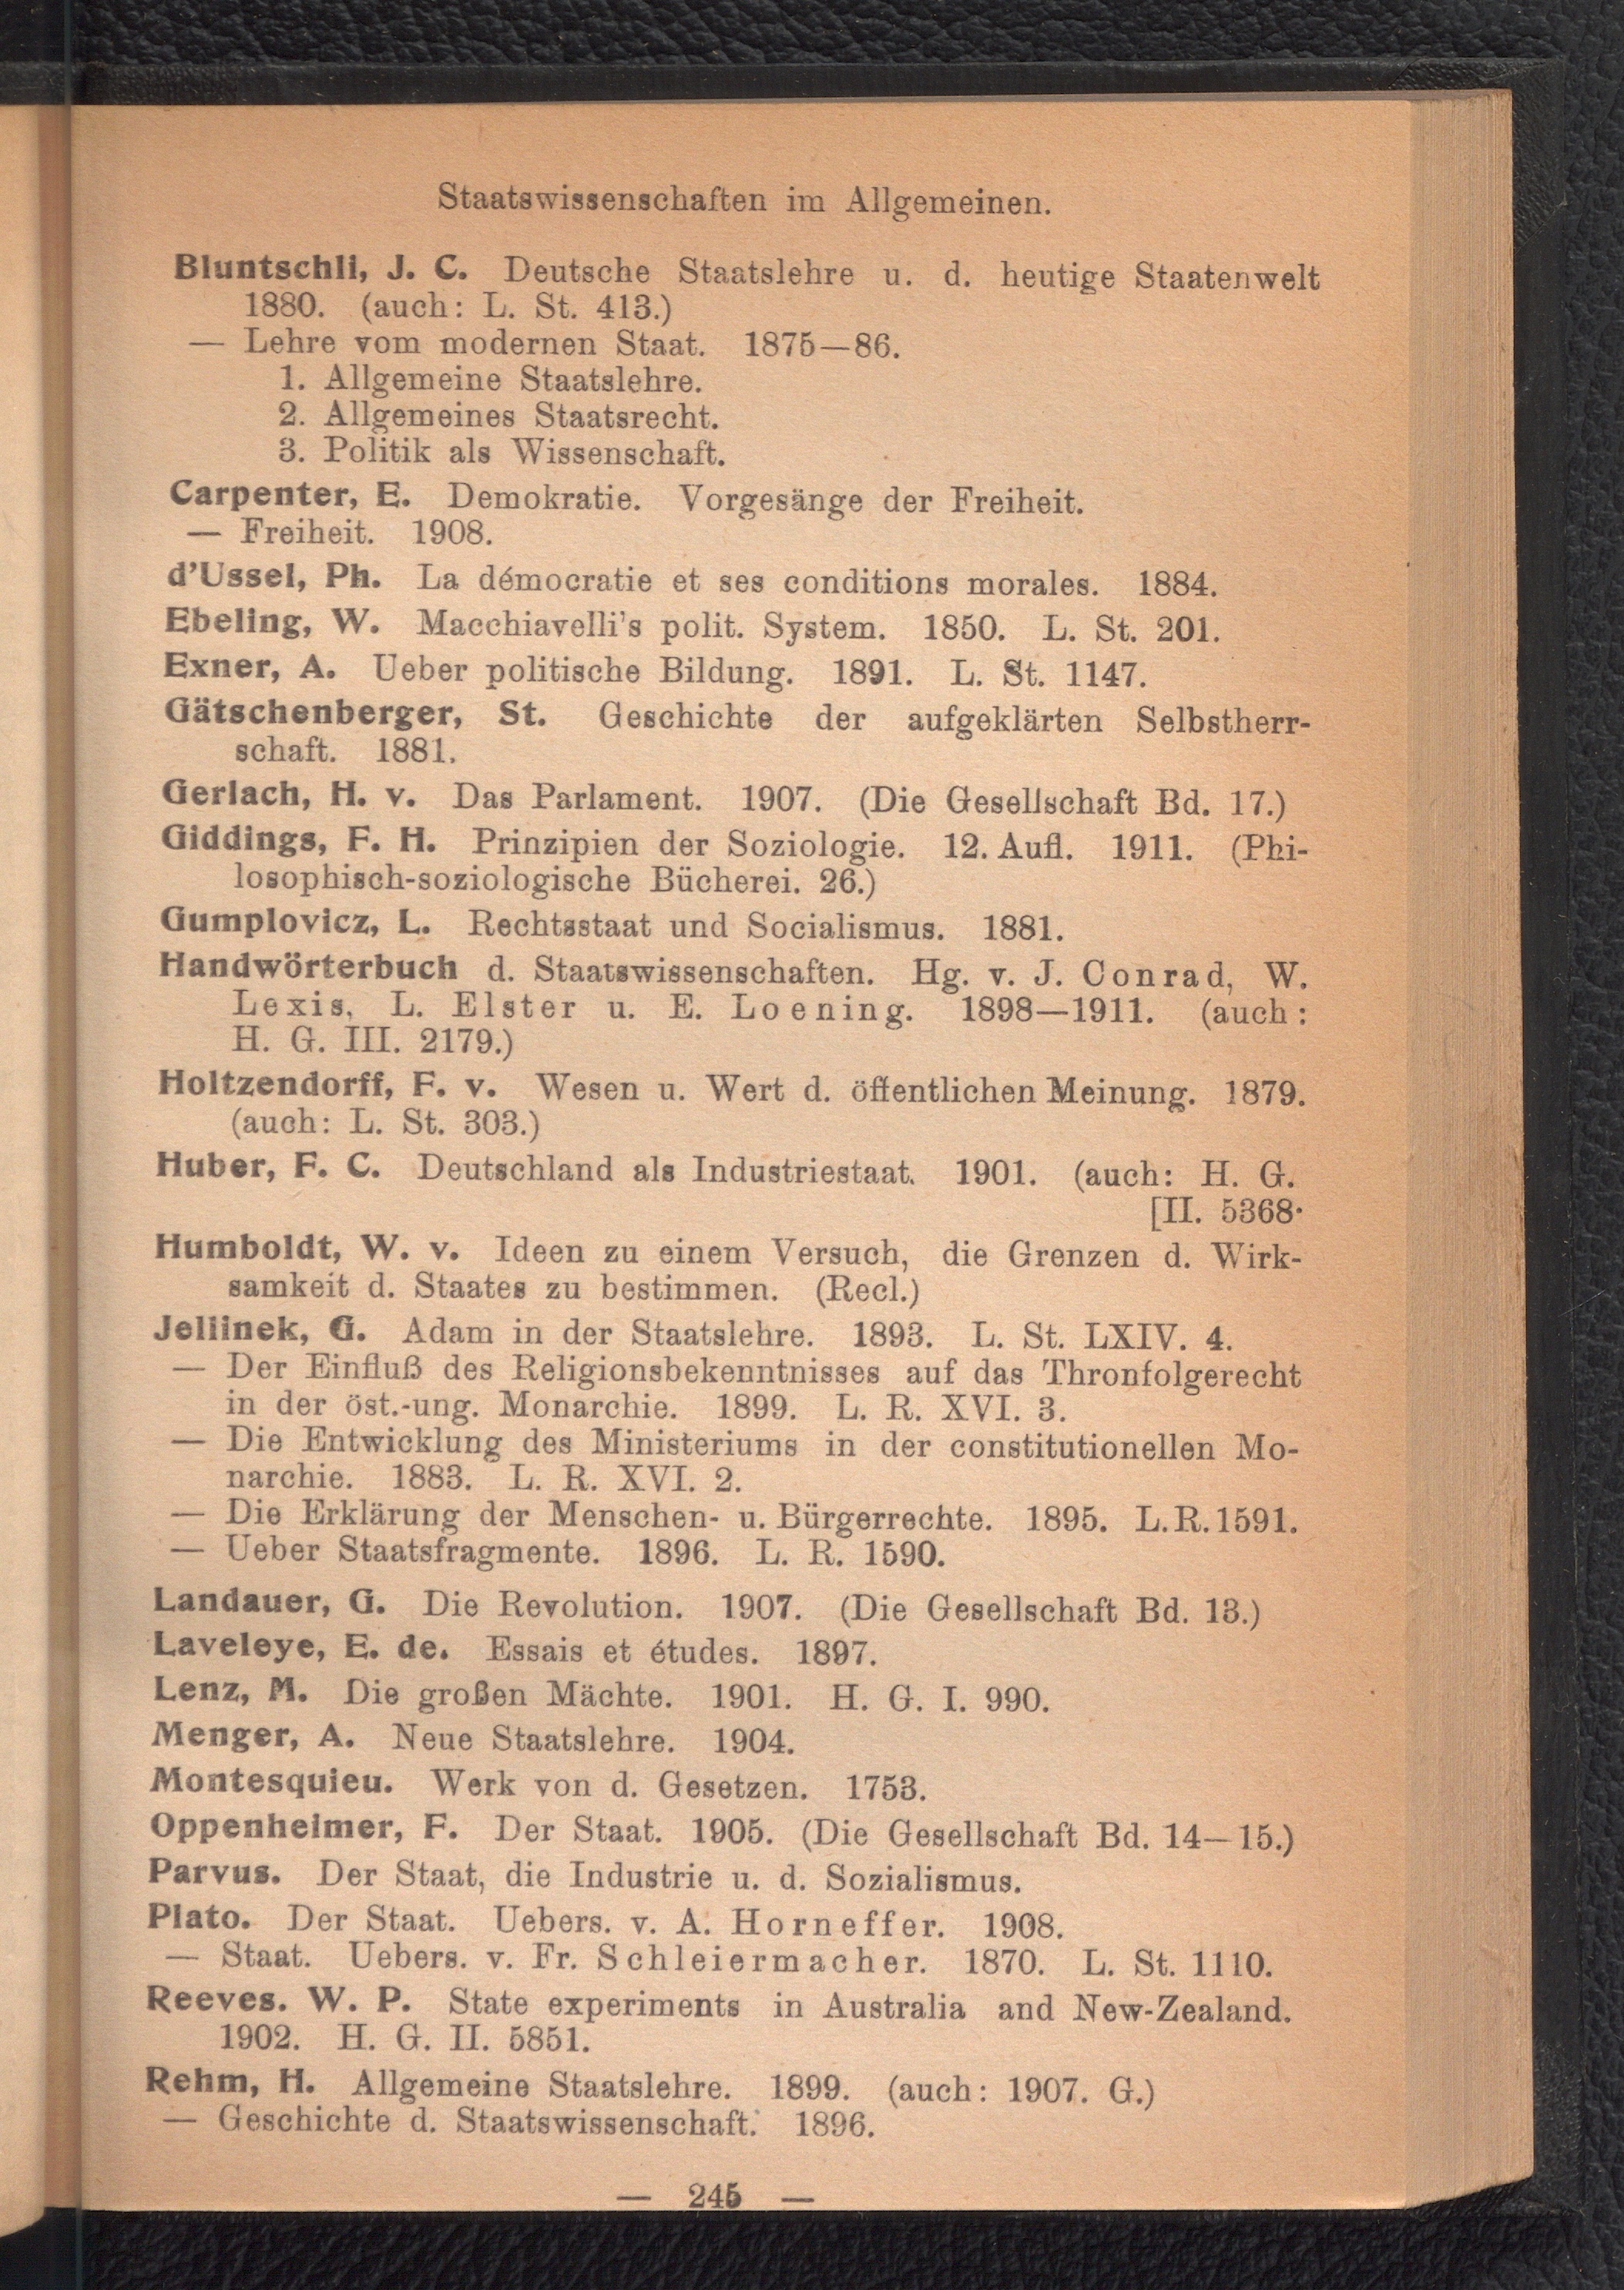 Staatswissenschaften im Allgemeinen.
Bluntschli, J. C. Deutsche Staatslehre u. d. heutige Staatenwelt
1880. (auch: L. St. 413.)
— Lehre vom modernen Staat. 1875—86.
1. Allgemeine Staatslehre.
2. Allgemeines Staatsrecht.
3. Politik als Wissenschaft.
Carpenter, E. Demokratie. Vorgesänge der Freiheit.
— Freiheit. 1908.
d'Ussel, Ph. La démocratie et ses conditions morales. 1884.
Ebeling, W. Macchiavelli's polit. System. 1850. L. St. 201.
Exner, A. Ueber politische Bildung. 1891. L. St. 1147.
Gätschenberger, St. Geschichte der aufgeklärten Selbstherr-
schaft. 1881.
Gerlach, H. v. Das Parlament. 1907. (Die Gesellschaft Bd. 17.)
Giddings, F. H. Prinzipien der Soziologie. 12. Aufl. 1911. (Phi-
losophisch-soziologische Bücherei. 26.)
Gumplovicz, L. Rechtsstaat und Socialismus. 1881.
Handwörterbuch d. Staatswissenschaften. Hg. v. J. Conrad, W.
Lexis, L. Elster u. E. Loening. 1898—1911. (auch:
H. G. III. 2179.)
Holtzendorff, F. v. Wesen u. Wert d. öffentlichen Meinung. 1879.
(auch: L. St. 303.)
Huber, F. C. Deutschland als Industriestaat. 1901. (auch: H. G.
[II. 5368·
Humboldt, W. v. Ideen zu einem Versuch, die Grenzen d. Wirk-
samkeit d. Staates zu bestimmen. (Recl.)
Jellinek, G. Adam in der Staatslehre. 1893. L. St. LXIV. 4.
— Der Einfluß des Religionsbekenntnisses auf das Thronfolgerecht
in der öst.-ung. Monarchie. 1899. L. R. XVI. 3.
— Die Entwicklung des Ministeriums in der constitutionellen Mo-
narchie. 1883. L. R. XVI. 2.
— Die Erklärung der Menschen- u. Bürgerrechte. 1895. L. R. 1591.
— Ueber Staatsfragmente. 1896. L. R. 1590.
Landauer, G. Die Revolution. 1907. (Die Gesellschaft Bd. 13.)
Laveleye, E. de. Essais et études. 1897.
Lenz, M. Die großen Mächte. 1901. H. G. I. 990.
Menger, A. Neue Staatslehre. 1904.
Montesquieu. Werk von d. Gesetzen. 1753.
Oppenheimer, F. Der Staat. 1905. (Die Gesellschaft Bd. 14—15.)
Parvus. Der Staat, die Industrie u. d. Sozialismus.
Plato. Der Staat. Uebers. v. A. Horneffer. 1908.
— Staat. Uebers. v. Fr. Schleiermacher. 1870. L. St. 1110.
Reeves. W. P. State experiments in Australia and New-Zealand.
1902. H. G. II. 5851.
Rehm, H. Allgemeine Staatslehre. 1899. (auch: 1907. G.)
— Geschichte d. Staatswissenschaft. 1896.
— 245 —